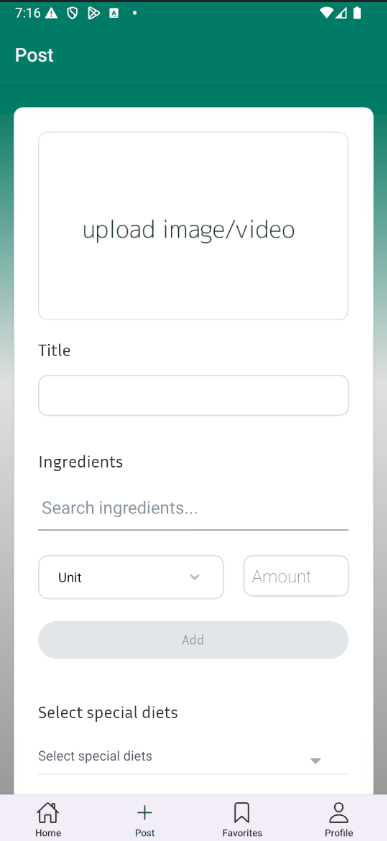 7:16
Post
upload image/video
Title
Ingredients
Search ingredients...
Unit
Amount
Add
Select special diets
Select special diets
Home
Post
Favorites
Profile